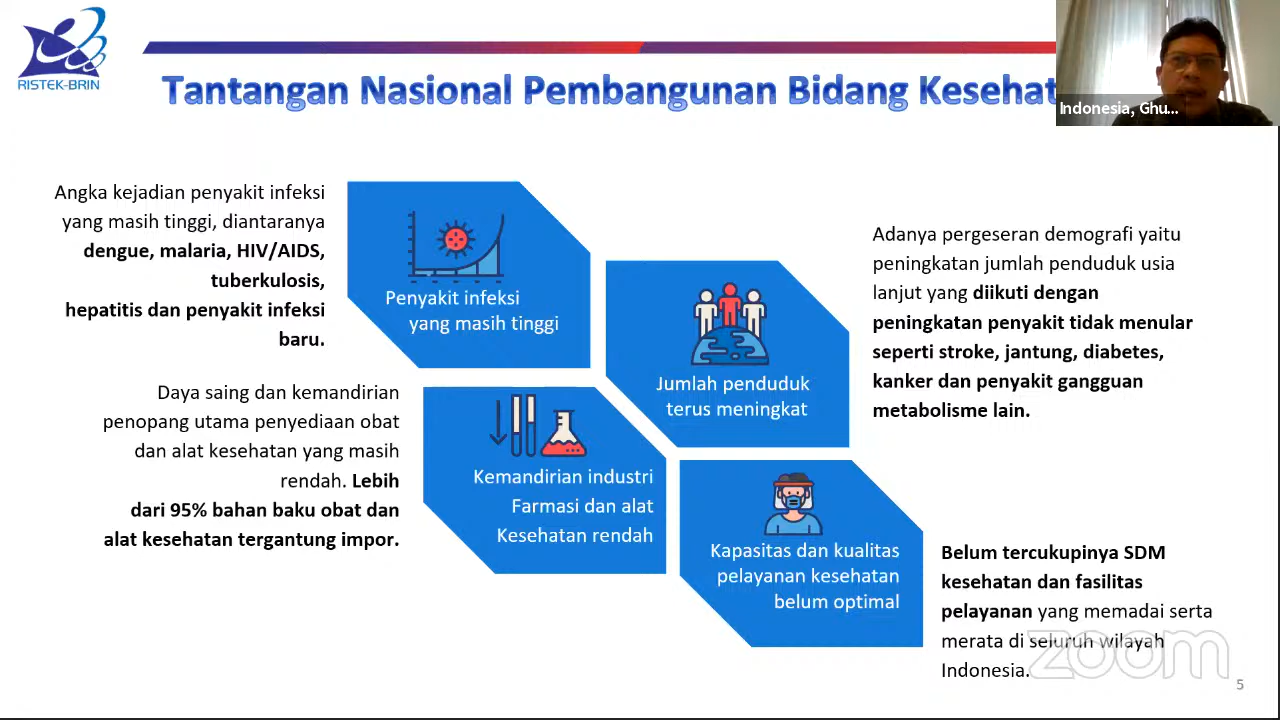 RISTEK-BRIN
Tantangan Nasional Pembangunan Bidang Kesehat
Indonesia, Ghu...
Angka kejadian penyakit infeksi
yang masih tinggi, diantaranya
dengue, malaria, HIV/AIDS,
tuberkulosis,
hepatitis dan penyakit infeksi
baru.
Penyakit infeksi
yang masih tinggi
Jumlah penduduk
terus meningkat
Adanya pergeseran demografi yaitu
peningkatan jumlah penduduk usia
lanjut yang diikuti dengan
peningkatan penyakit tidak menular
seperti stroke, jantung, diabetes,
kanker dan penyakit gangguan
metabolisme lain.
Daya saing dan kemandirian
penopang utama penyediaan obat
dan alat kesehatan yang masih
rendah. Lebih
dari 95% bahan baku obat dan
alat kesehatan tergantung impor.
Kemandirian industri
Farmasi dan alat
Kesehatan rendah
Kapasitas dan kualitas
pelayanan kesehatan
belum optimal
Belum tercukupinya SDM
kesehatan dan fasilitas
pelayanan yang memadai serta
merata di seluruh wilayah
Indonesia.
zoom
5